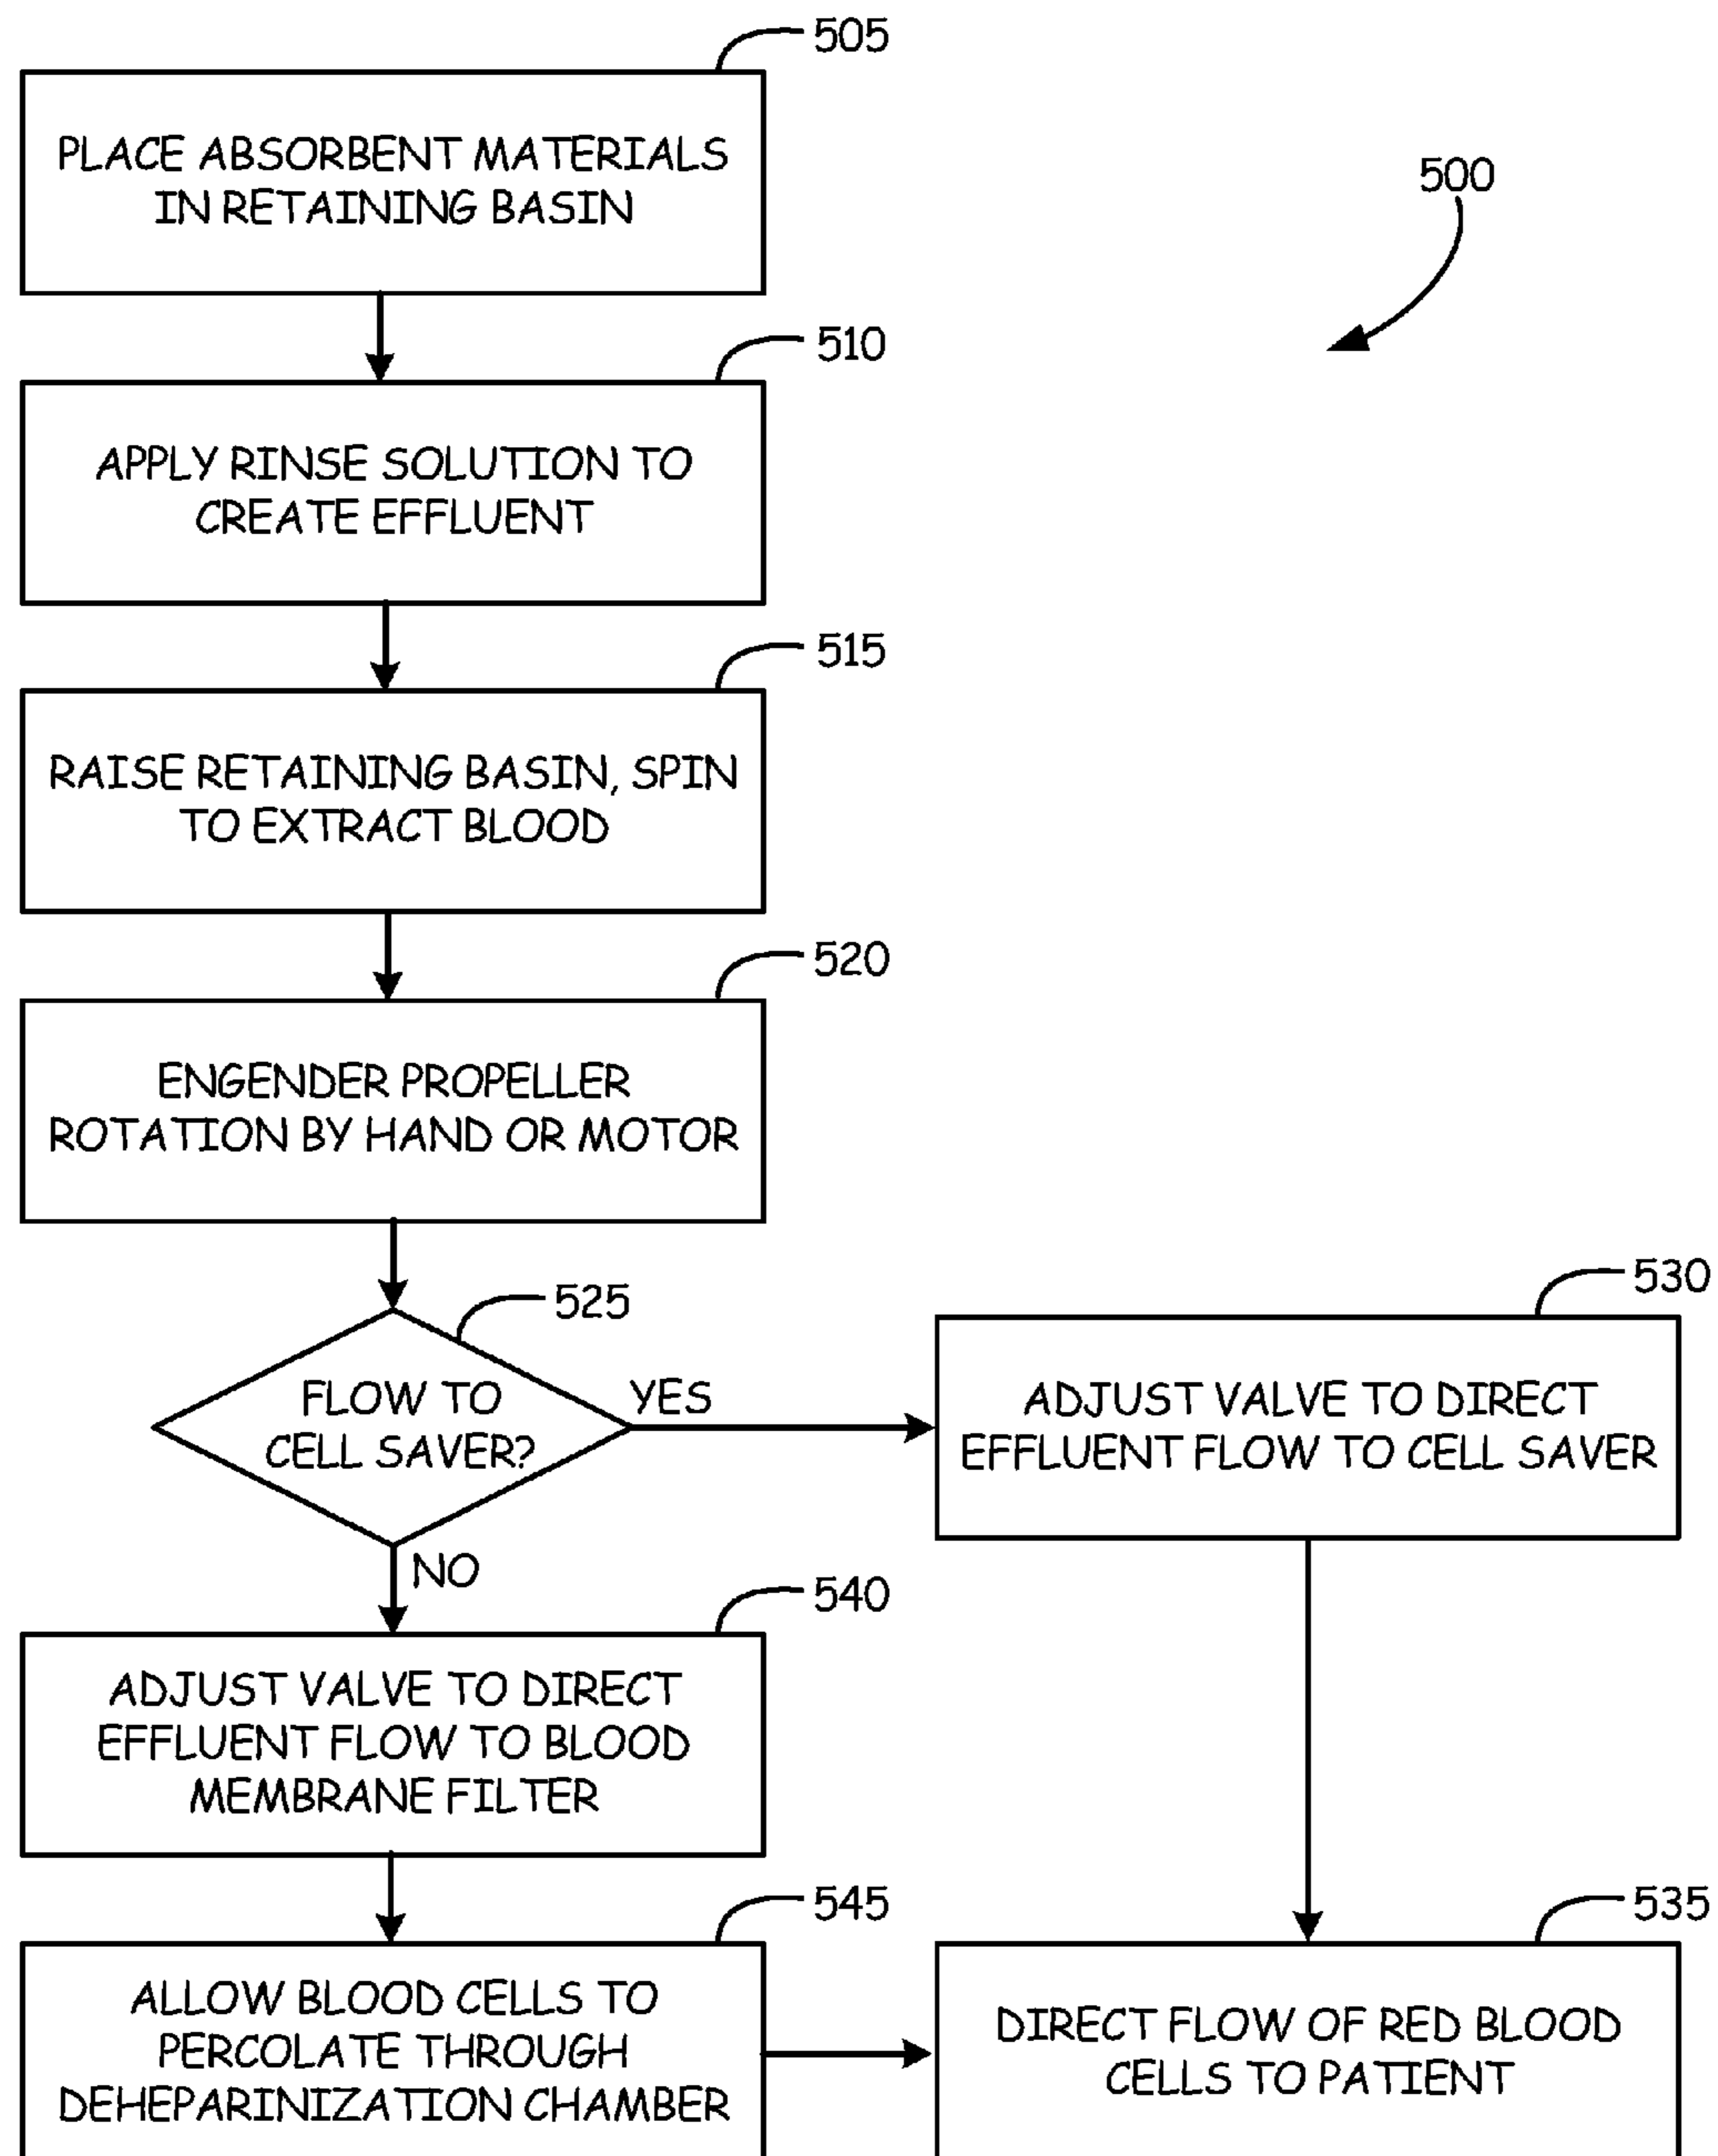 505
PLACE ABSORBENT MATERIALS
IN RETAINING BASIN
500
510
APPLY RINSE SOLUTION TO
CREATE EFFLUENT
515
RAISE RETAINING BASIN, SPIN
TO EXTRACT BLOOD
520
ENGENDER PROPELLER
ROTATION BY HAND OR MOTOR
525
FLOW TO
CELL SAVER?
YES
530
ADJUST VALVE TO DIRECT
EFFLUENT FLOW TO CELL SAVER
NO
540
ADJUST VALVE TO DIRECT
EFFLUENT FLOW TO BLOOD
MEMBRANE FILTER
545
ALLOW BLOOD CELLS TO
PERCOLATE THROUGH
DEHEPARINIZATION CHAMBER
535
DIRECT FLOW OF RED BLOOD
CELLS TO PATIENT